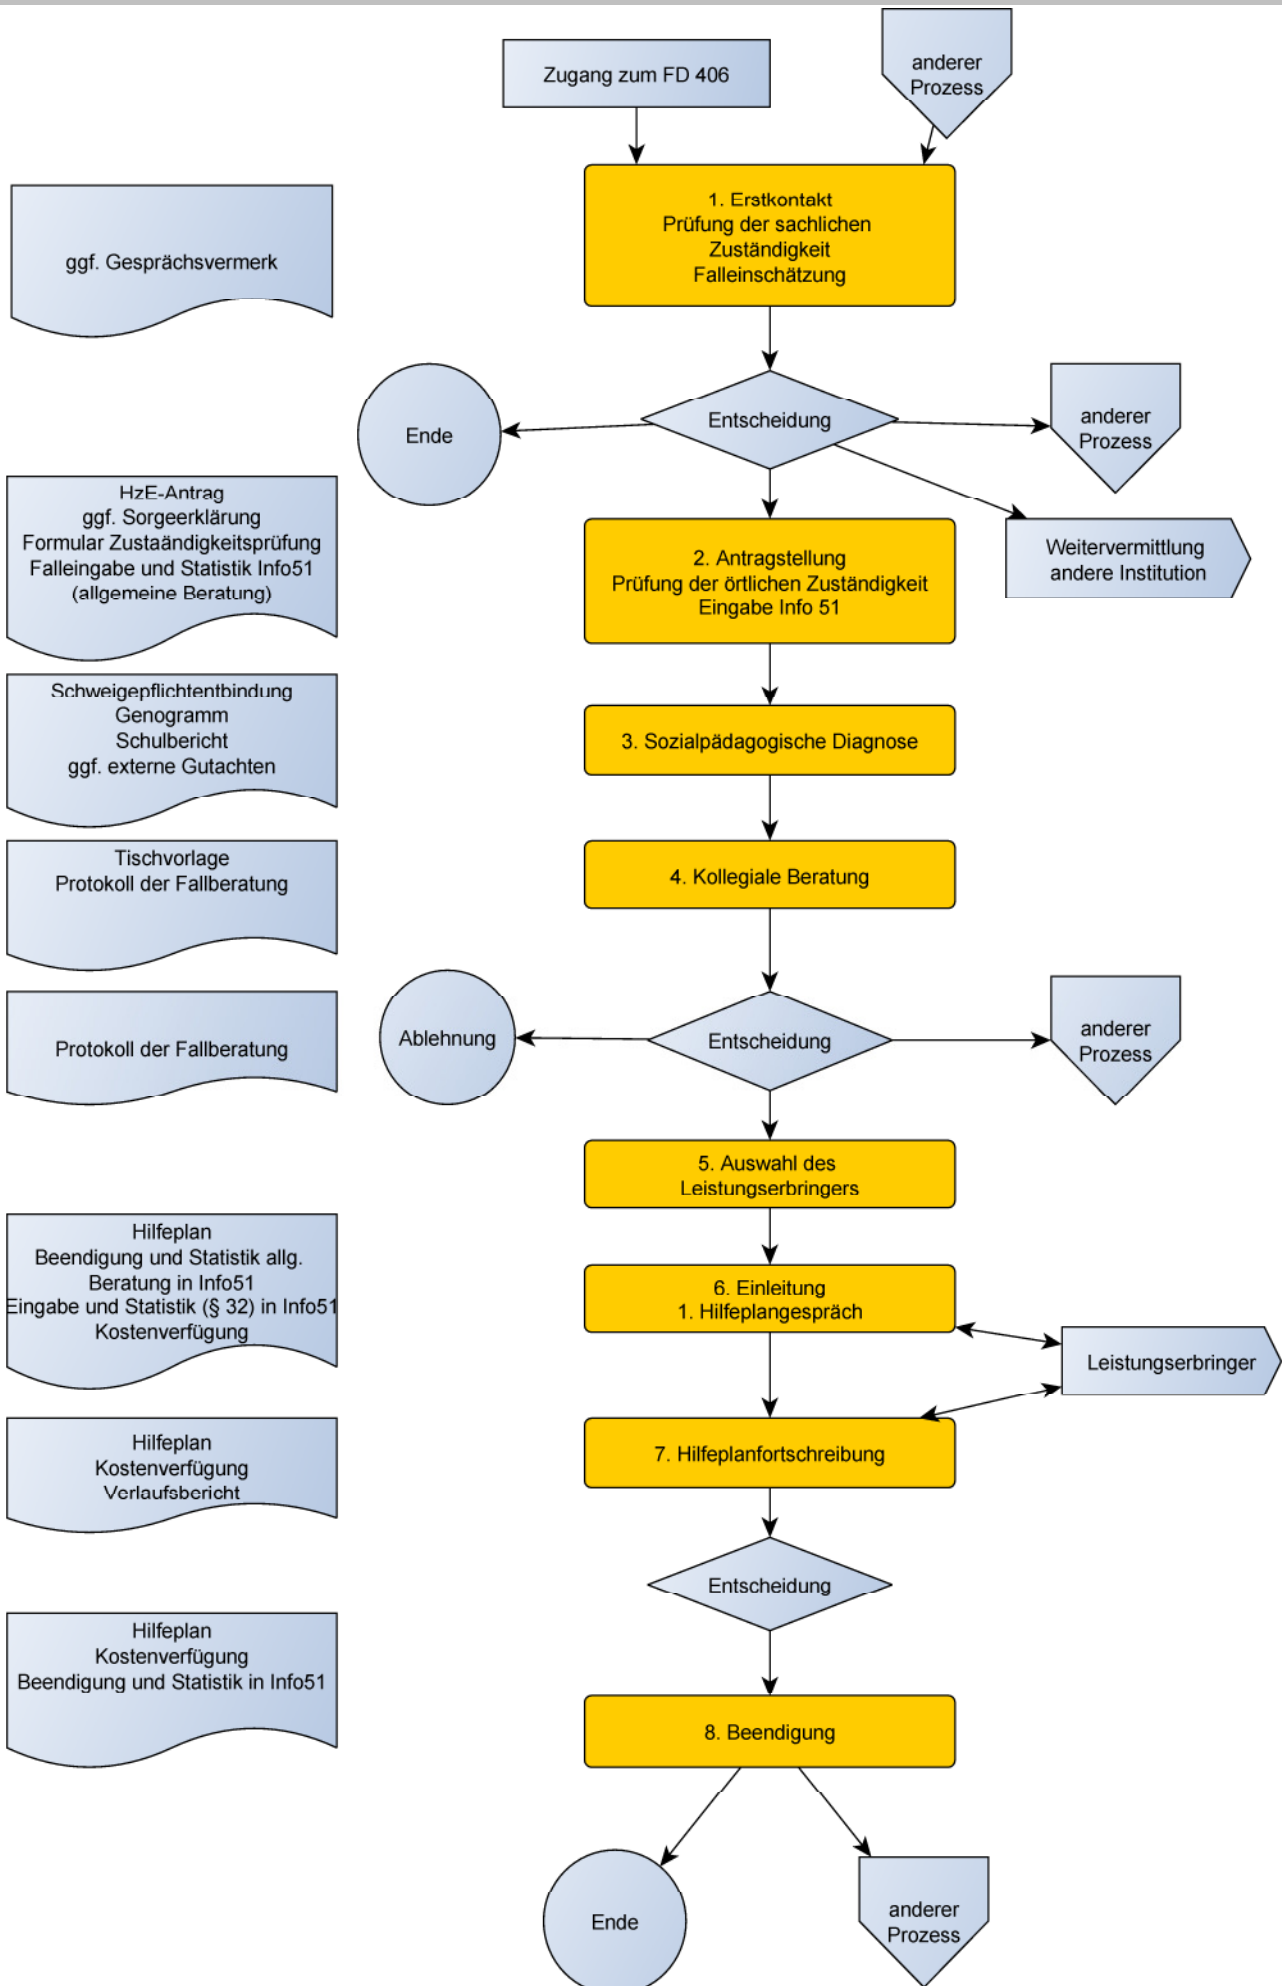 Zugang zum FD 406
anderer
Prozess
1. Erstkontakt
Prüfung der sachlichen
Zuständigkeit
Falleinschätzung
ggf. Gesprächsvermerk
Ende
Entscheidung
anderer
Prozess
HzE-Antrag
ggf. Sorgeerklärung
Formular Zustaändigkeitsprüfung
Falleingabe und Statistik Info51
(allgemeine Beratung)
2. Antragstellung
Prüfung der örtlichen Zuständigkeit
Eingabe Info 51
Weitervermittlung
andere Institution
Schweigepflichtentbindung
Genogramm
Schulbericht
ggf. externe Gutachten
3. Sozialpädagogische Diagnose
Tischvorlage
Protokoll der Fallberatung
4. Kollegiale Beratung
Protokoll der Fallberatung
Ablehnung
Entscheidung
anderer
Prozess
5. Auswahl des
Leistungserbringers
Hilfeplan
Beendigung und Statistik allg.
Beratung in Info51
Eingabe und Statistik (§ 32) in Info51
Kostenverfügung
6. Einleitung
1. Hilfeplangespräch
Leistungserbringer
Hilfeplan
Kostenverfügung
Verlaufsbericht
7. Hilfeplanfortschreibung
Entscheidung
Hilfeplan
Kostenverfügung
Beendigung und Statistik in Info51
8. Beendigung
Ende
anderer
Prozess